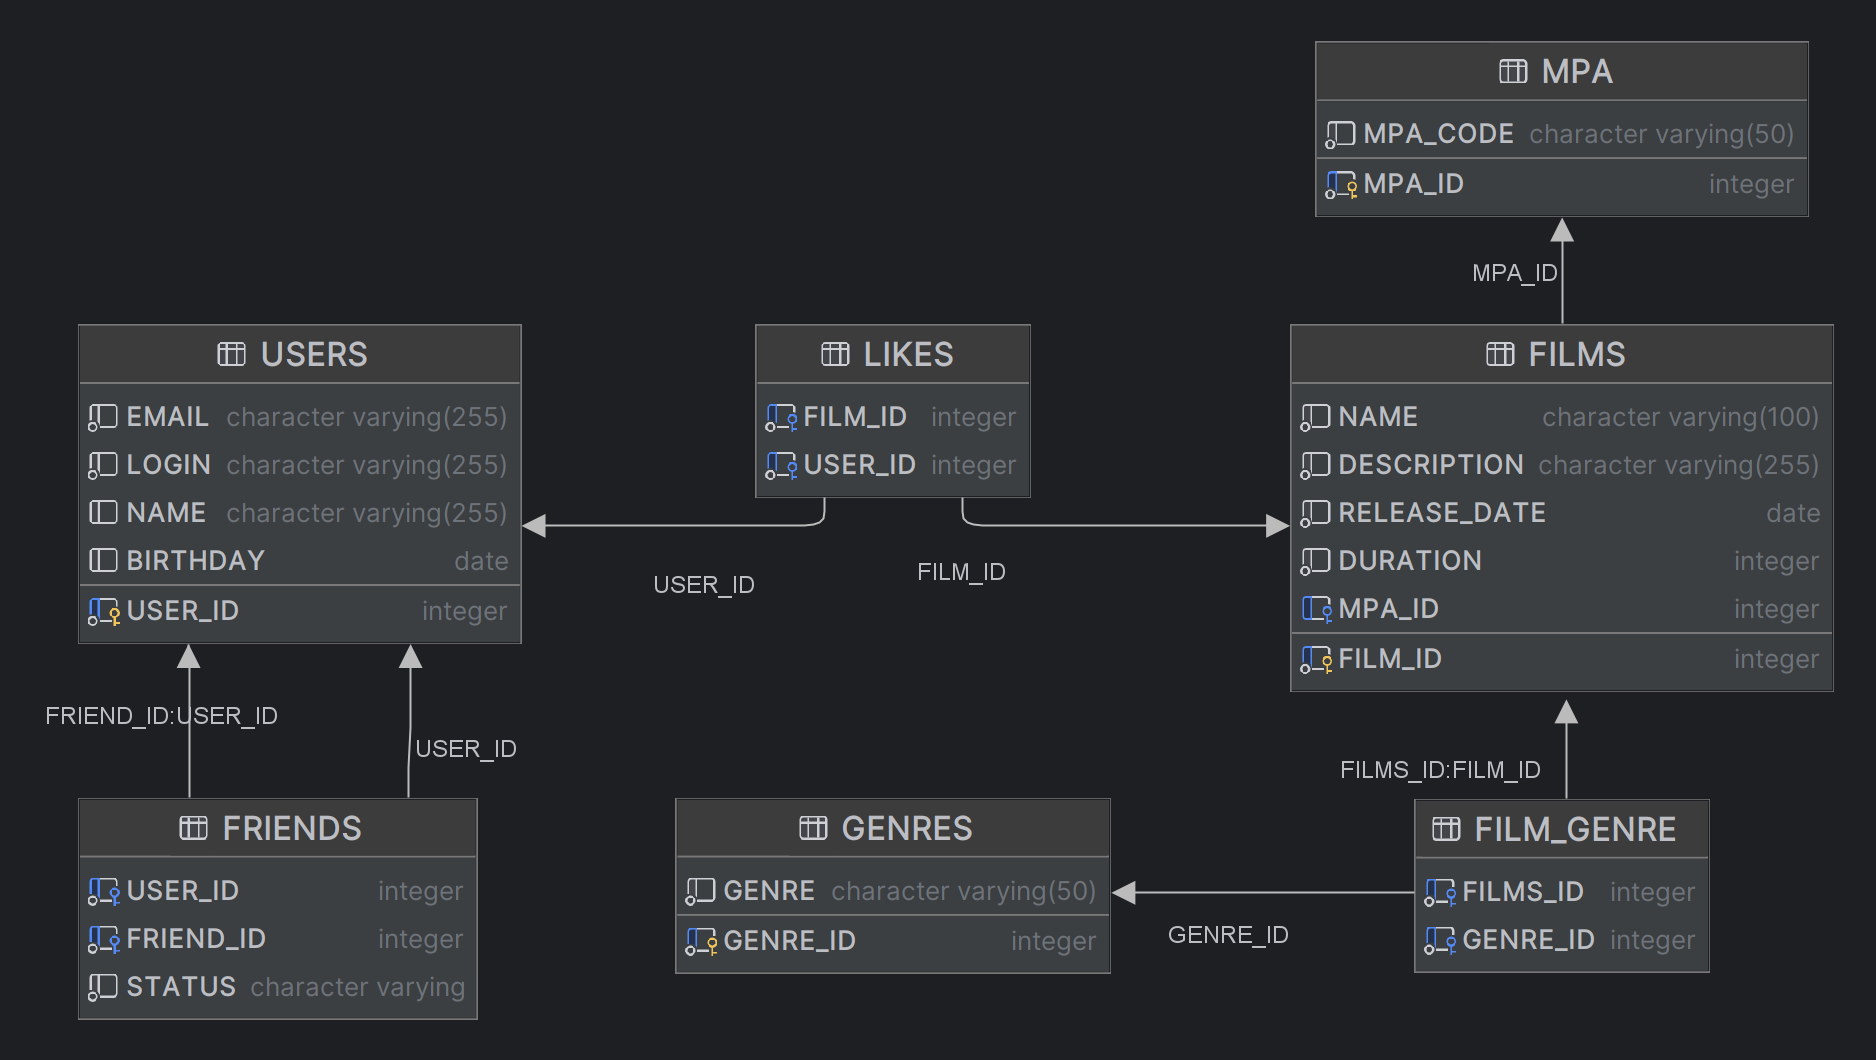 MPA
MPA_CODE character varying(50)
MPA_ID integer
MPA_ID
USERS
EMAIL character varying(255)
LOGIN character varying(255)
NAME character varying(255)
BIRTHDAY date
USER_ID integer
LIKES
FILM_ID integer
USER_ID integer
FILMS
NAME character varying(100)
DESCRIPTION character varying(255)
RELEASE_DATE date
DURATION integer
MPA_ID integer
FILM_ID integer
USER_ID
FILM_ID
FRIEND_ID:USER_ID
USER_ID
FILMS_ID:FILM_ID
FRIENDS
USER_ID integer
FRIEND_ID integer
STATUS character varying
GENRES
GENRE character varying(50)
GENRE_ID integer
GENRE_ID
FILM_GENRE
FILMS_ID integer
GENRE_ID integer